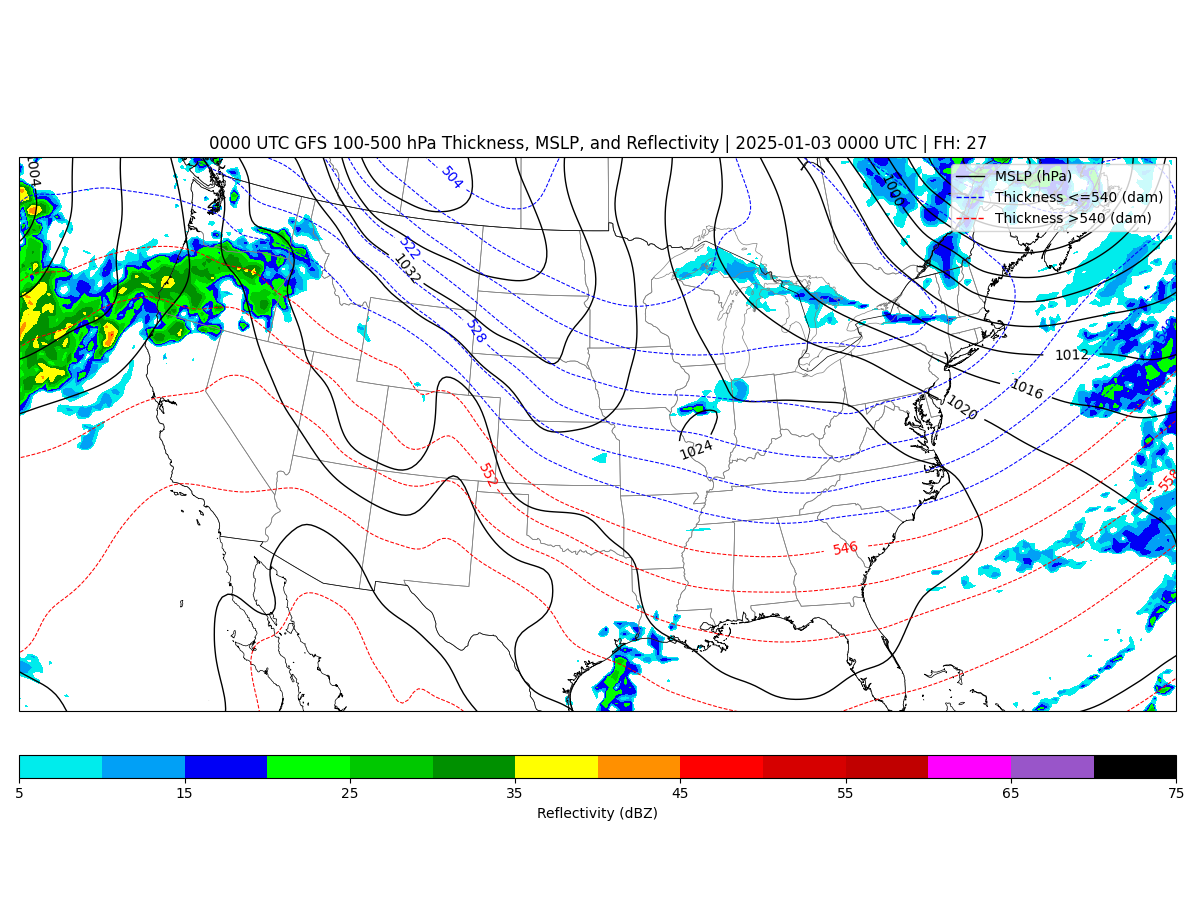 0000 UTC GFS 100-500 hPa Thickness, MSLP, and Reflectivity | 2025-01-03 0000 UTC | FH: 27
MSLP (hPa)
Thickness <=540 (dam)
Thickness >540 (dam)
1004
504
1000
522
1032
528
1012
1016
1020
1024
552
558
546
5 15 25 35 45 55 65 75
Reflectivity (dBZ)